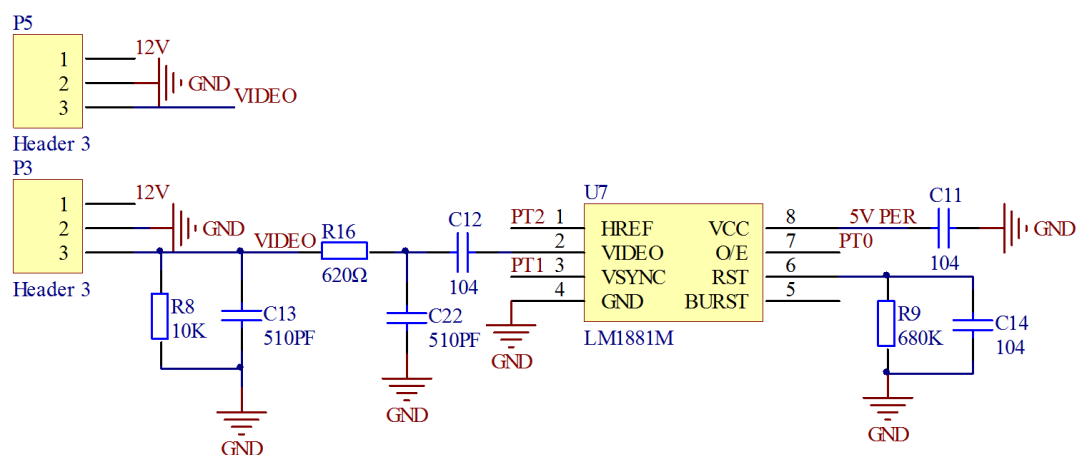 P5
1 12V
2 GND
3 VIDEO
Header 3
P3
1 12V
2 GND
3 VIDEO
Header 3
R8
10K
C13
510PF
GND
R16
620Ω
C22
510PF
GND
C12
104
U7
PT2 1 HREF VCC 8 5V PER
2 VIDEO O/E 7 PT0
PT1 3 VSYNC RST 6
4 GND BURST 5
LM1881M
GND
C11
104
GND
R9
680K
C14
104
GND